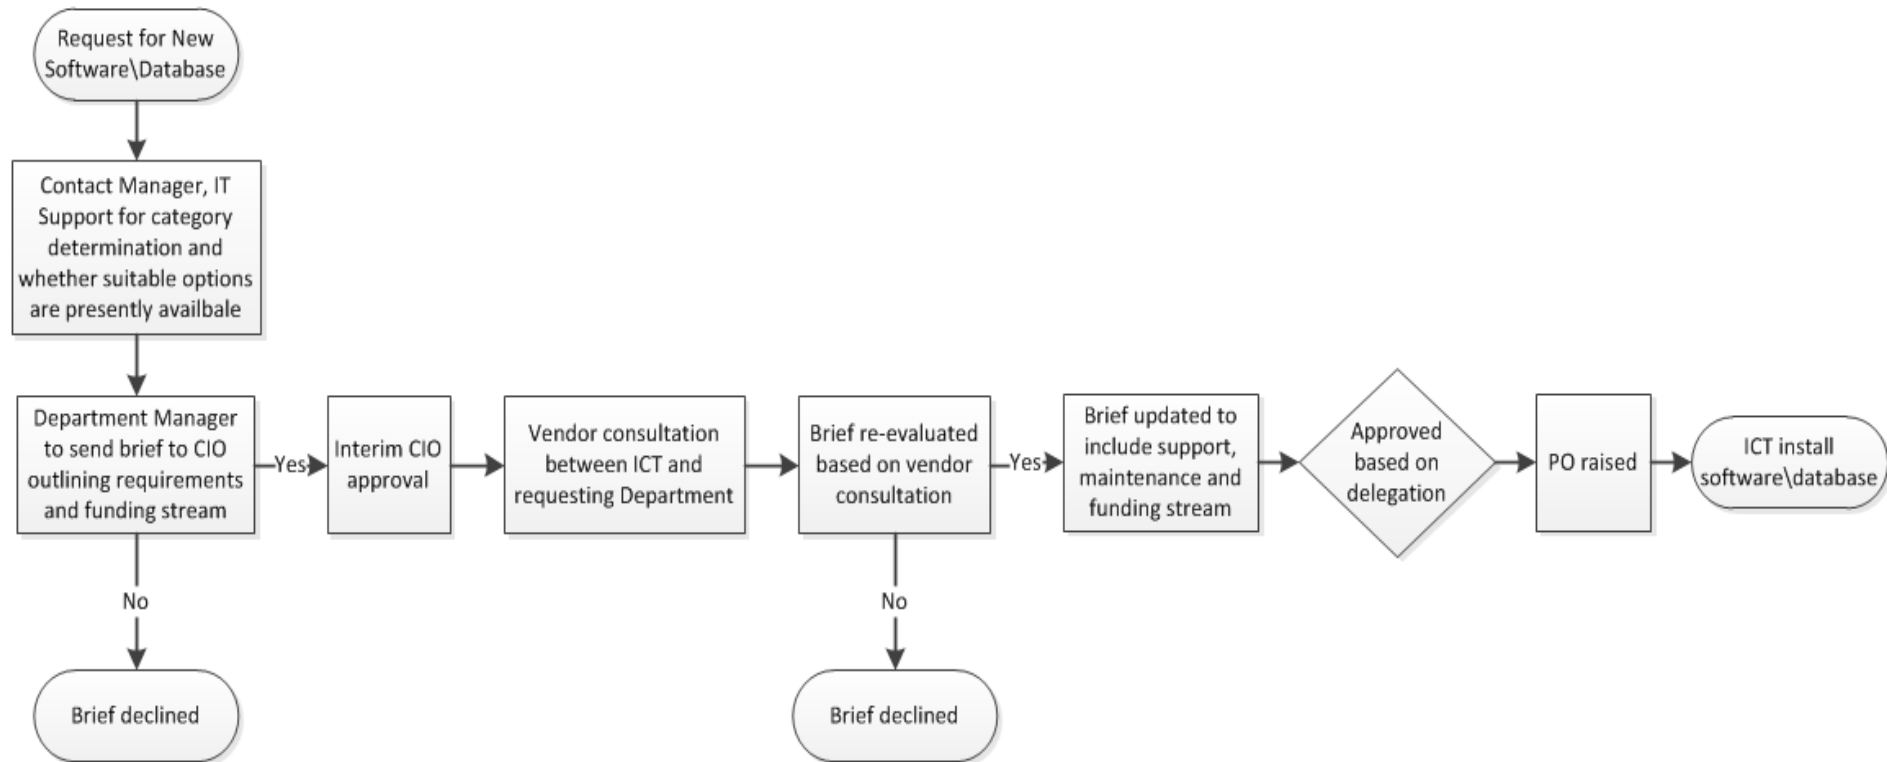 Request for New
Software\Database
Contact Manager, IT
Support for category
determination and
whether suitable options
are presently availbale
Department Manager
to send brief to CIO
outlining requirements
and funding stream
Yes
Interim CIO
approval
Vendor consultation
between ICT and
requesting Department
Brief re-evaluated
based on vendor
consultation
Yes
Brief updated to
include support,
maintenance and
funding stream
Approved
based on
delegation
PO raised
ICT install
software\database
No
No
Brief declined
Brief declined